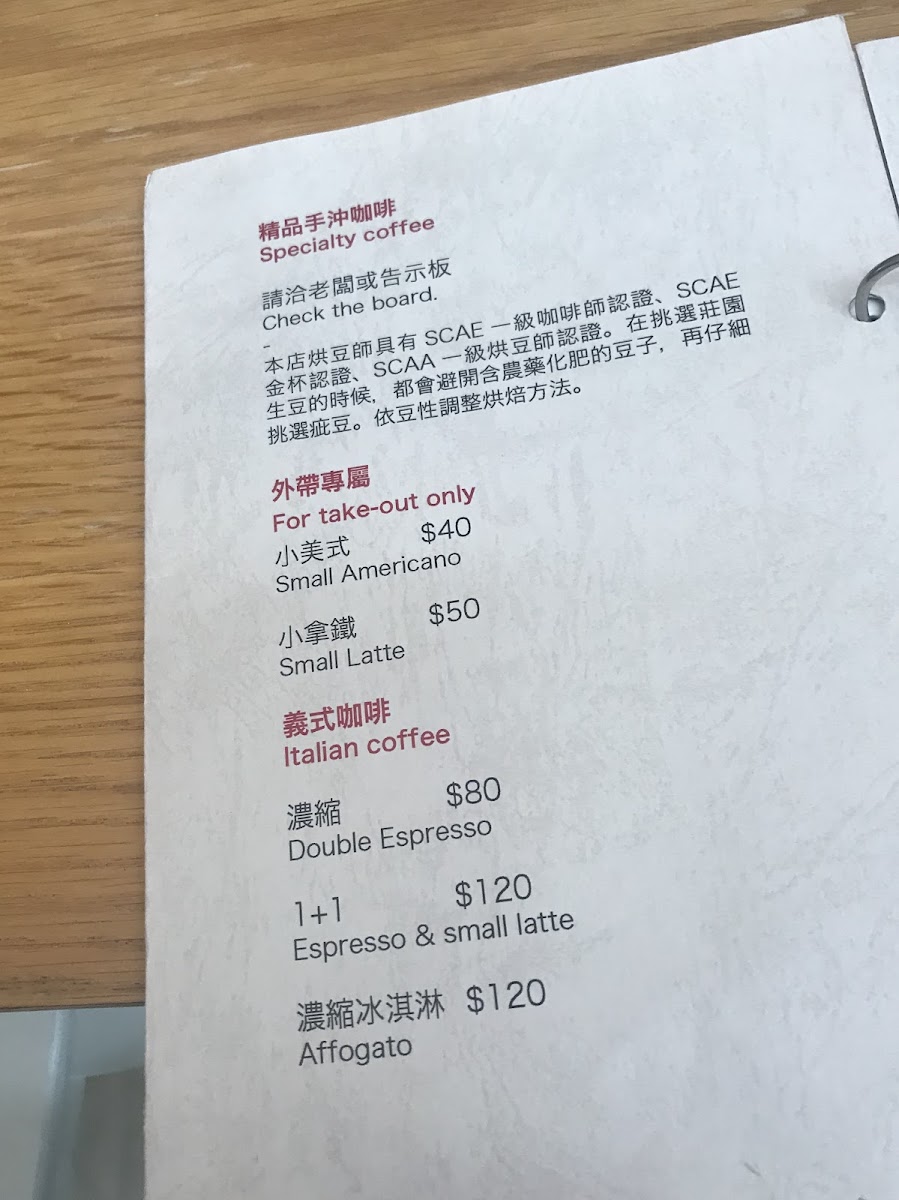 精品手沖咖啡
Specialty coffee
請洽老闆或告示板
Check the board.
-
本店烘豆師具有 SCAE 一級咖啡師認證、SCAE
金杯認證、SCAA 一級烘豆師認證。在挑選莊園
生豆的時候，都會避開含農藥化肥的豆子，再仔細
挑選疵豆。依豆性調整烘焙方法。
外帶專屬
For take-out only
小美式 $40
Small Americano
小拿鐵 $50
Small Latte
義式咖啡
Italian coffee
濃縮 $80
Double Espresso
1+1 $120
Espresso & small latte
濃縮冰淇淋 $120
Affogato